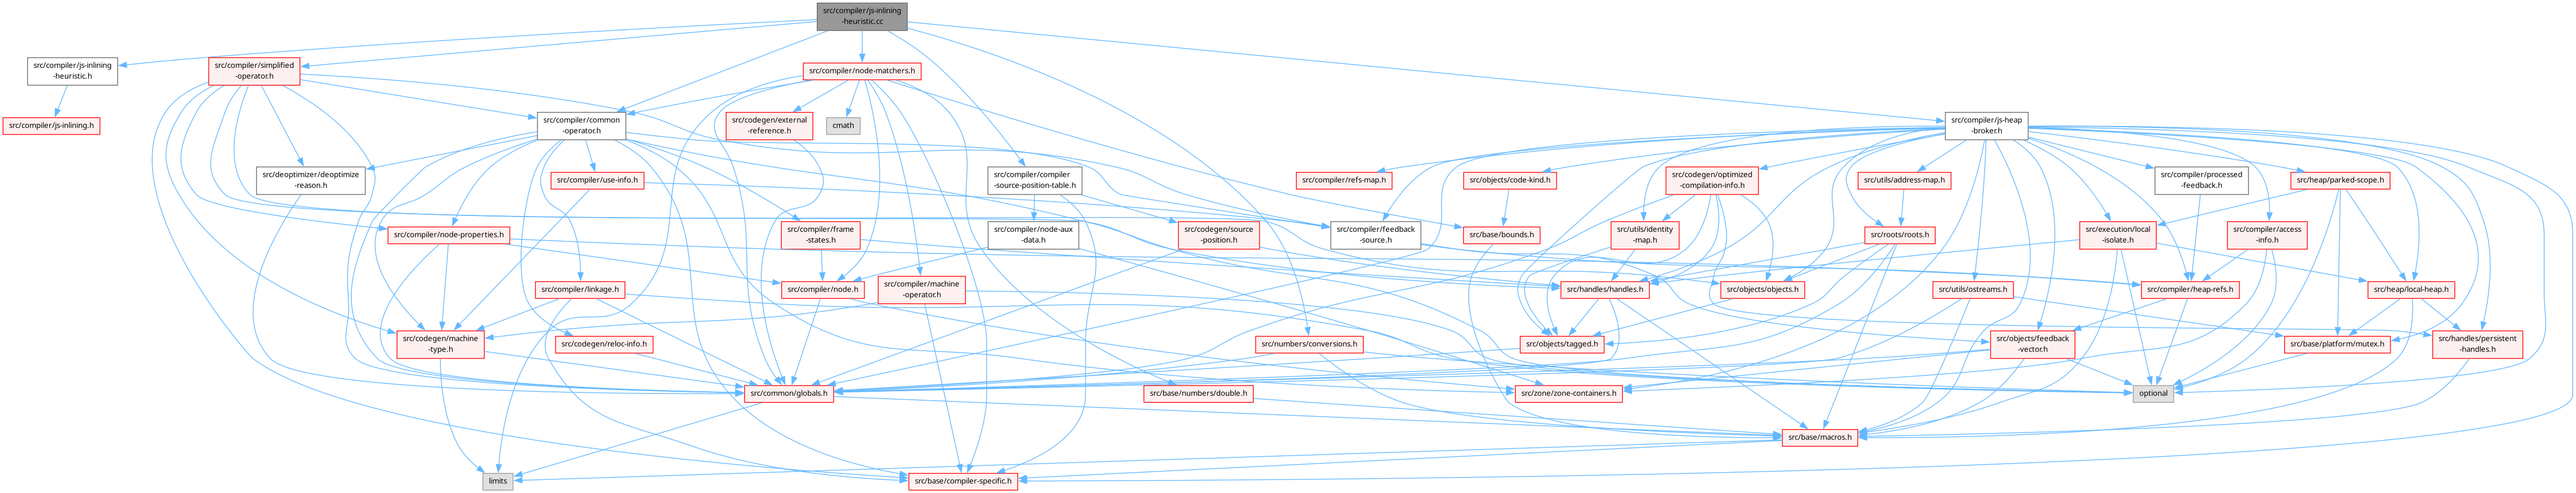 src/compiler/js-inlining
-heuristic.cc
src/compiler/js-inlining
-heuristic.h
src/compiler/simplified
-operator.h
src/compiler/node-matchers.h
src/compiler/js-inlining.h
src/compiler/common
-operator.h
src/codegen/external
-reference.h
cmath
src/compiler/js-heap
-broker.h
src/deoptimizer/deoptimize
-reason.h
src/compiler/use-info.h
src/compiler/compiler
-source-position-table.h
src/compiler/refs-map.h
src/objects/code-kind.h
src/codegen/optimized
-compilation-info.h
src/utils/address-map.h
src/compiler/processed
-feedback.h
src/heap/parked-scope.h
src/compiler/node-properties.h
src/compiler/frame
-states.h
src/compiler/node-aux
-data.h
src/codegen/source
-position.h
src/compiler/feedback
-source.h
src/base/bounds.h
src/utils/identity
-map.h
src/roots/roots.h
src/execution/local
-isolate.h
src/compiler/access
-info.h
src/compiler/linkage.h
src/compiler/node.h
src/compiler/machine
-operator.h
src/handles/handles.h
src/objects/objects.h
src/utils/ostreams.h
src/compiler/heap-refs.h
src/heap/local-heap.h
src/codegen/machine
-type.h
src/codegen/reloc-info.h
src/numbers/conversions.h
src/objects/tagged.h
src/objects/feedback
-vector.h
src/base/platform/mutex.h
src/handles/persistent
-handles.h
src/common/globals.h
src/base/numbers/double.h
src/zone/zone-containers.h
optional
src/base/macros.h
limits
src/base/compiler-specific.h